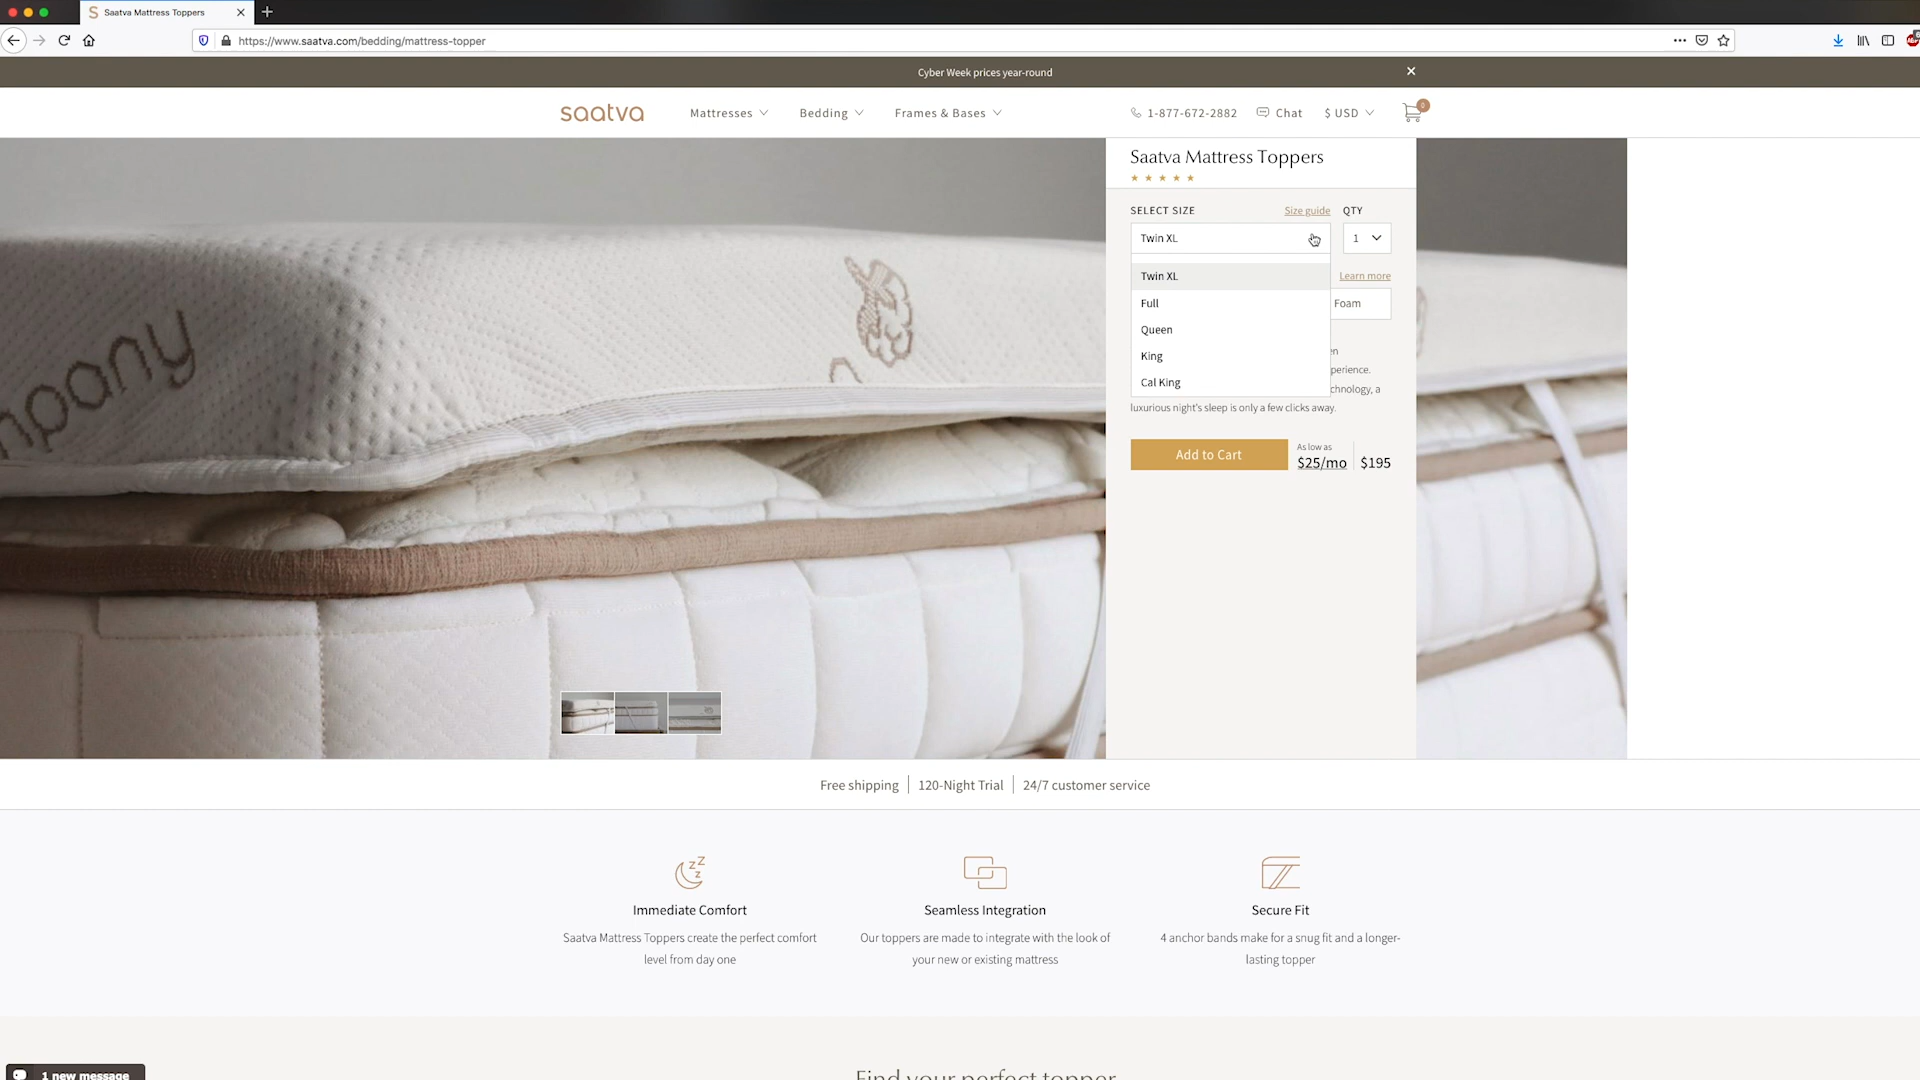 Saatva Mattress Toppers
https://www.saatva.com/bedding/mattress-topper
Cyber Week prices year-round
saatva
Mattresses
Bedding
Frames & Bases
1-877-672-2882
Chat
$ USD
0
Saatva Mattress Toppers
SELECT SIZE
Size guide
QTY
Twin XL
1
Twin XL
Learn more
Full
Foam
Queen
King
perience.
Cal King
chnology, a
luxurious night's sleep is only a few clicks away.
Add to Cart
As low as
$25/mo
$195
mpany
Free shipping
120-Night Trial
24/7 customer service
Immediate Comfort
Saatva Mattress Toppers create the perfect comfort
level from day one
Seamless Integration
Our toppers are made to integrate with the look of
your new or existing mattress
Secure Fit
4 anchor bands make for a snug fit and a longer-
lasting topper
Find your perfect topper
1 new message